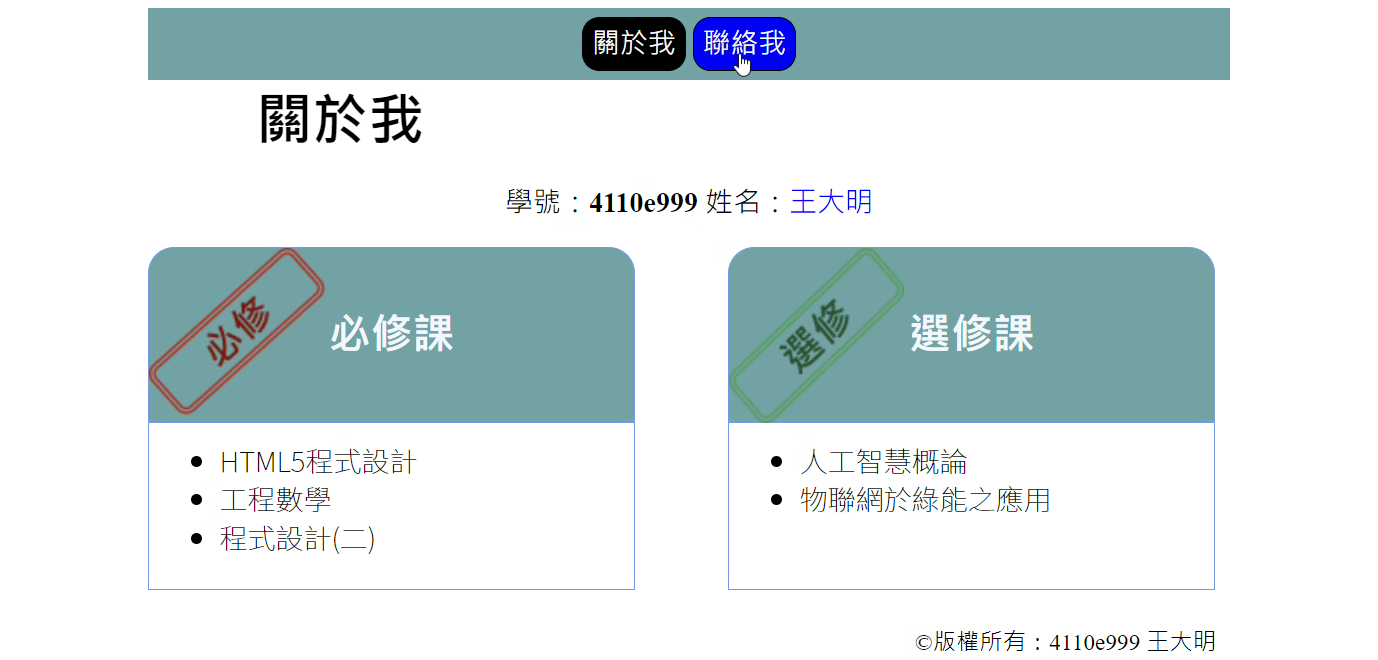 關於我 聯絡我
關於我
學號：4110e999 姓名：王大明
必修 必修課
HTML5程式設計
工程數學
程式設計(二)
選修 選修課
人工智慧概論
物聯網於綠能之應用
©版權所有：4110e999 王大明